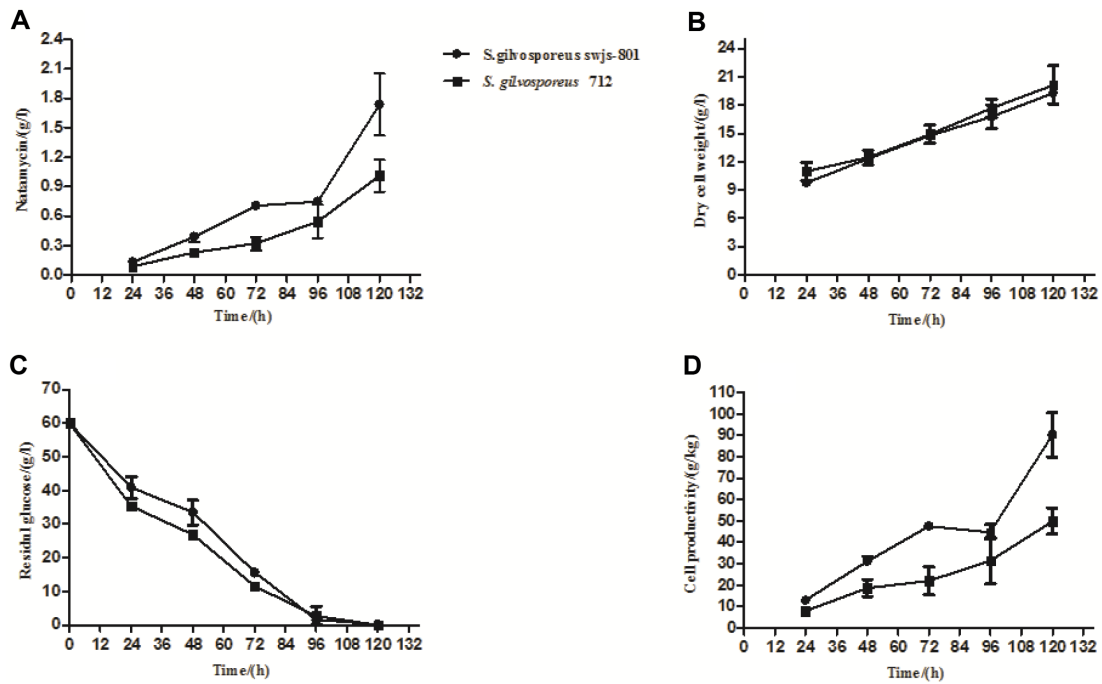 A
2.4
2.1
1.8
1.5
1.2
0.9
0.6
0.3
0.0
Natamycin/(g/l)
0 12 24 36 48 60 72 84 96 108 120 132
Time/(h)
S.gilvosporeus swjs-801
S. gilvosporeus 712
B
24
21
18
15
12
9
6
3
0
Dry cell weight/(g/l)
0 12 24 36 48 60 72 84 96 108 120 132
Time/(h)
C
70
60
50
40
30
20
10
0
Residul glucose/(g/l)
0 12 24 36 48 60 72 84 96 108 120 132
Time/(h)
D
110
100
90
80
70
60
50
40
30
20
10
0
Cell productivity/(g/kg)
0 12 24 36 48 60 72 84 96 108 120 132
Time/(h)